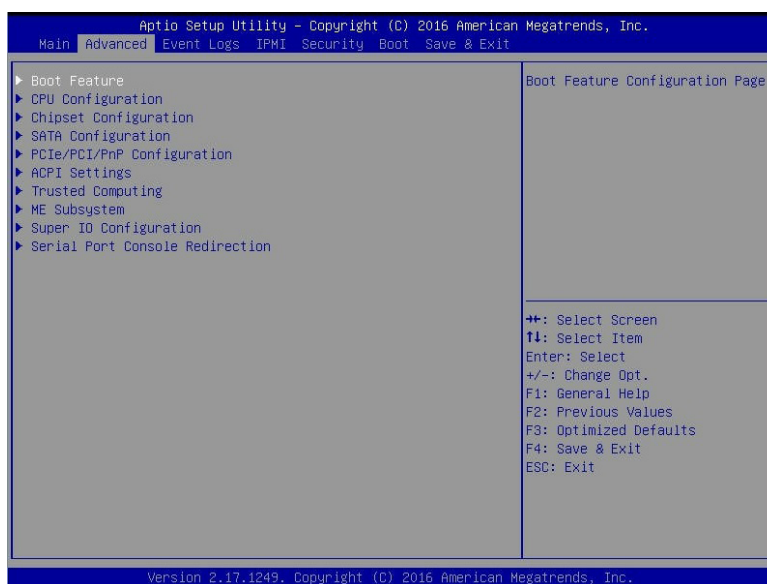 Aptio Setup Utility – Copyright (C) 2016 American Megatrends, Inc.
Main Advanced Event Logs IPMI Security Boot Save & Exit
Boot Feature
CPU Configuration
Chipset Configuration
SATA Configuration
PCIe/PCI/PnP Configuration
ACPI Settings
Trusted Computing
ME Subsystem
Super IO Configuration
Serial Port Console Redirection
Boot Feature Configuration Page
→←: Select Screen
↑↓: Select Item
Enter: Select
+/-: Change Opt.
F1: General Help
F2: Previous Values
F3: Optimized Defaults
F4: Save & Exit
ESC: Exit
Version 2.17.1249. Copyright (C) 2016 American Megatrends, Inc.